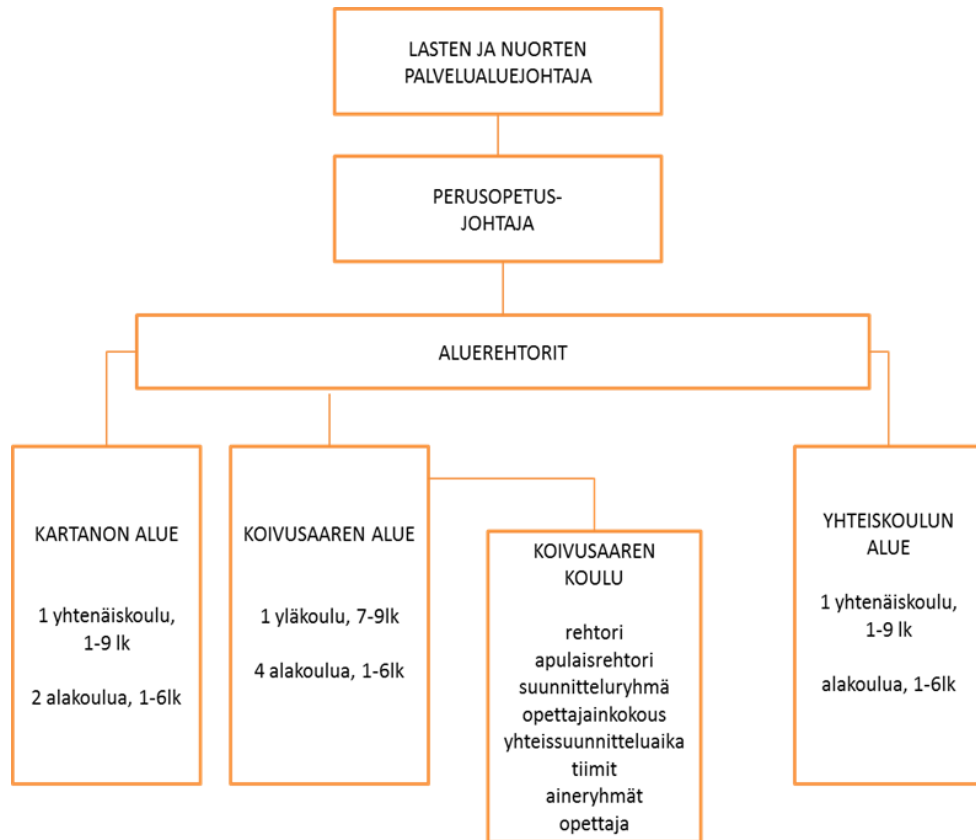 LASTEN JA NUORTEN
PALVELUALUEJOHTAJA
PERUSOPETUS-
JOHTAJA
ALUEREHTORIT
KARTANON ALUE
1 yhtenäiskoulu,
1-9 lk
2 alakoulua, 1-6lk
KOIVUSAAREN ALUE
1 yläkoulu, 7-9lk
4 alakoulua, 1-6lk
KOIVUSAAREN
KOULU
rehtori
apulaisrehtori
suunnitteluryhmä
opettajainkokous
yhteissuunnitteluaika
tiimit
aineryhmät
opettaja
YHTEISKOULUN
ALUE
1 yhtenäiskoulu,
1-9 lk
alakoulua, 1-6lk